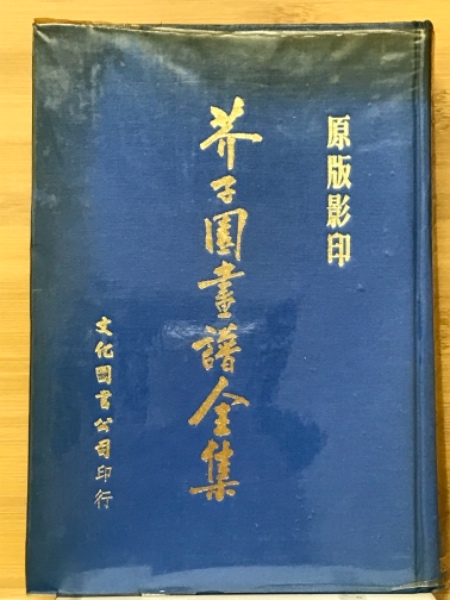 原版影印
芥子園畫譜全集
文化圖書公司印行